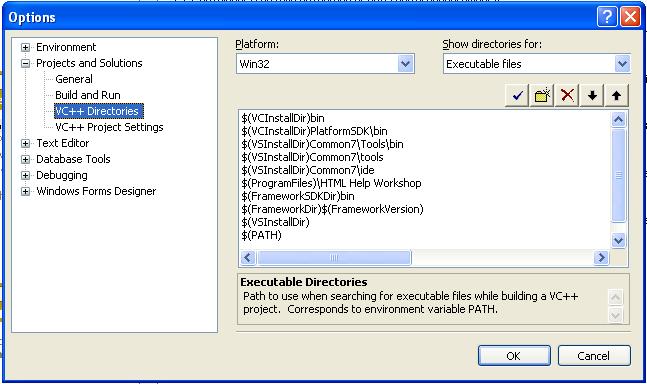 Options
Environment
Projects and Solutions
General
Build and Run
VC++ Directories
VC++ Project Settings
Text Editor
Database Tools
Debugging
Windows Forms Designer
Platform:
Win32
Show directories for:
Executable files
$(VCInstallDir)bin
$(VCInstallDir)PlatformSDK\bin
$(VSInstallDir)Common7\Tools\bin
$(VSInstallDir)Common7\tools
$(VSInstallDir)Common7\ide
$(ProgramFiles)\HTML Help Workshop
$(FrameworkSDKDir)bin
$(FrameworkDir)$(FrameworkVersion)
$(VSInstallDir)
$(PATH)
Executable Directories
Path to use when searching for executable files while building a VC++
project.  Corresponds to environment variable PATH.
OK
Cancel